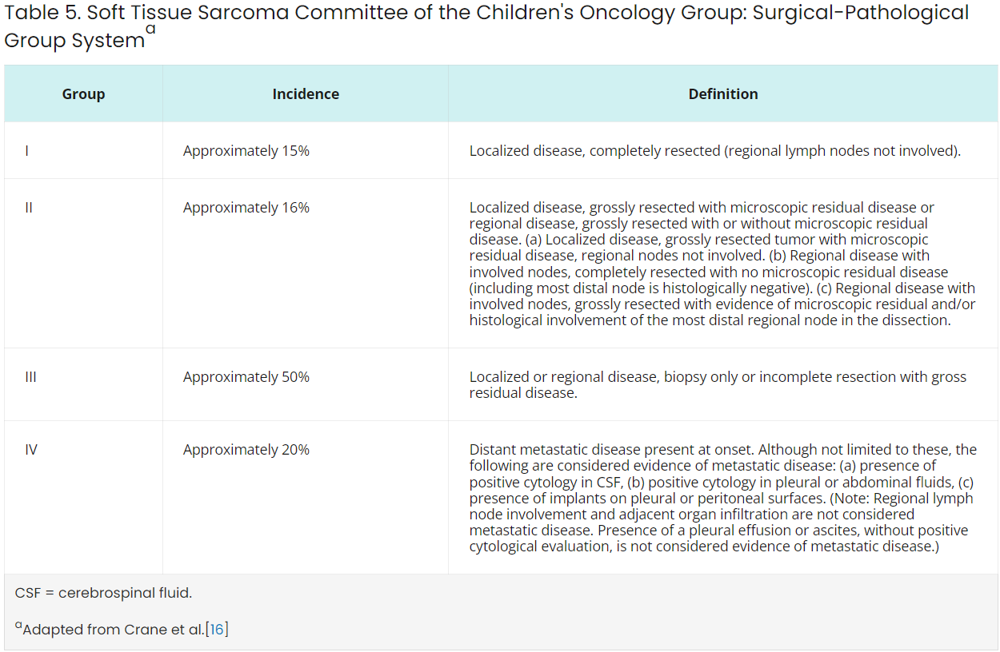 Table 5. Soft Tissue Sarcoma Committee of the Children's Oncology Group: Surgical-Pathological
Group Systemᵃ
Group Incidence Definition
I Approximately 15% Localized disease, completely resected (regional lymph nodes not involved).
II Approximately 16% Localized disease, grossly resected with microscopic residual disease or
regional disease, grossly resected with or without microscopic residual
disease. (a) Localized disease, grossly resected tumor with microscopic
residual disease, regional nodes not involved. (b) Regional disease with
involved nodes, completely resected with no microscopic residual disease
(including most distal node is histologically negative). (c) Regional disease with
involved nodes, grossly resected with evidence of microscopic residual and/or
histological involvement of the most distal regional node in the dissection.
III Approximately 50% Localized or regional disease, biopsy only or incomplete resection with gross
residual disease.
IV Approximately 20% Distant metastatic disease present at onset. Although not limited to these, the
following are considered evidence of metastatic disease: (a) presence of
positive cytology in CSF, (b) positive cytology in pleural or abdominal fluids, (c)
presence of implants on pleural or peritoneal surfaces. (Note: Regional lymph
node involvement and adjacent organ infiltration are not considered
metastatic disease. Presence of a pleural effusion or ascites, without positive
cytological evaluation, is not considered evidence of metastatic disease.)
CSF = cerebrospinal fluid.
ᵃAdapted from Crane et al.[16]